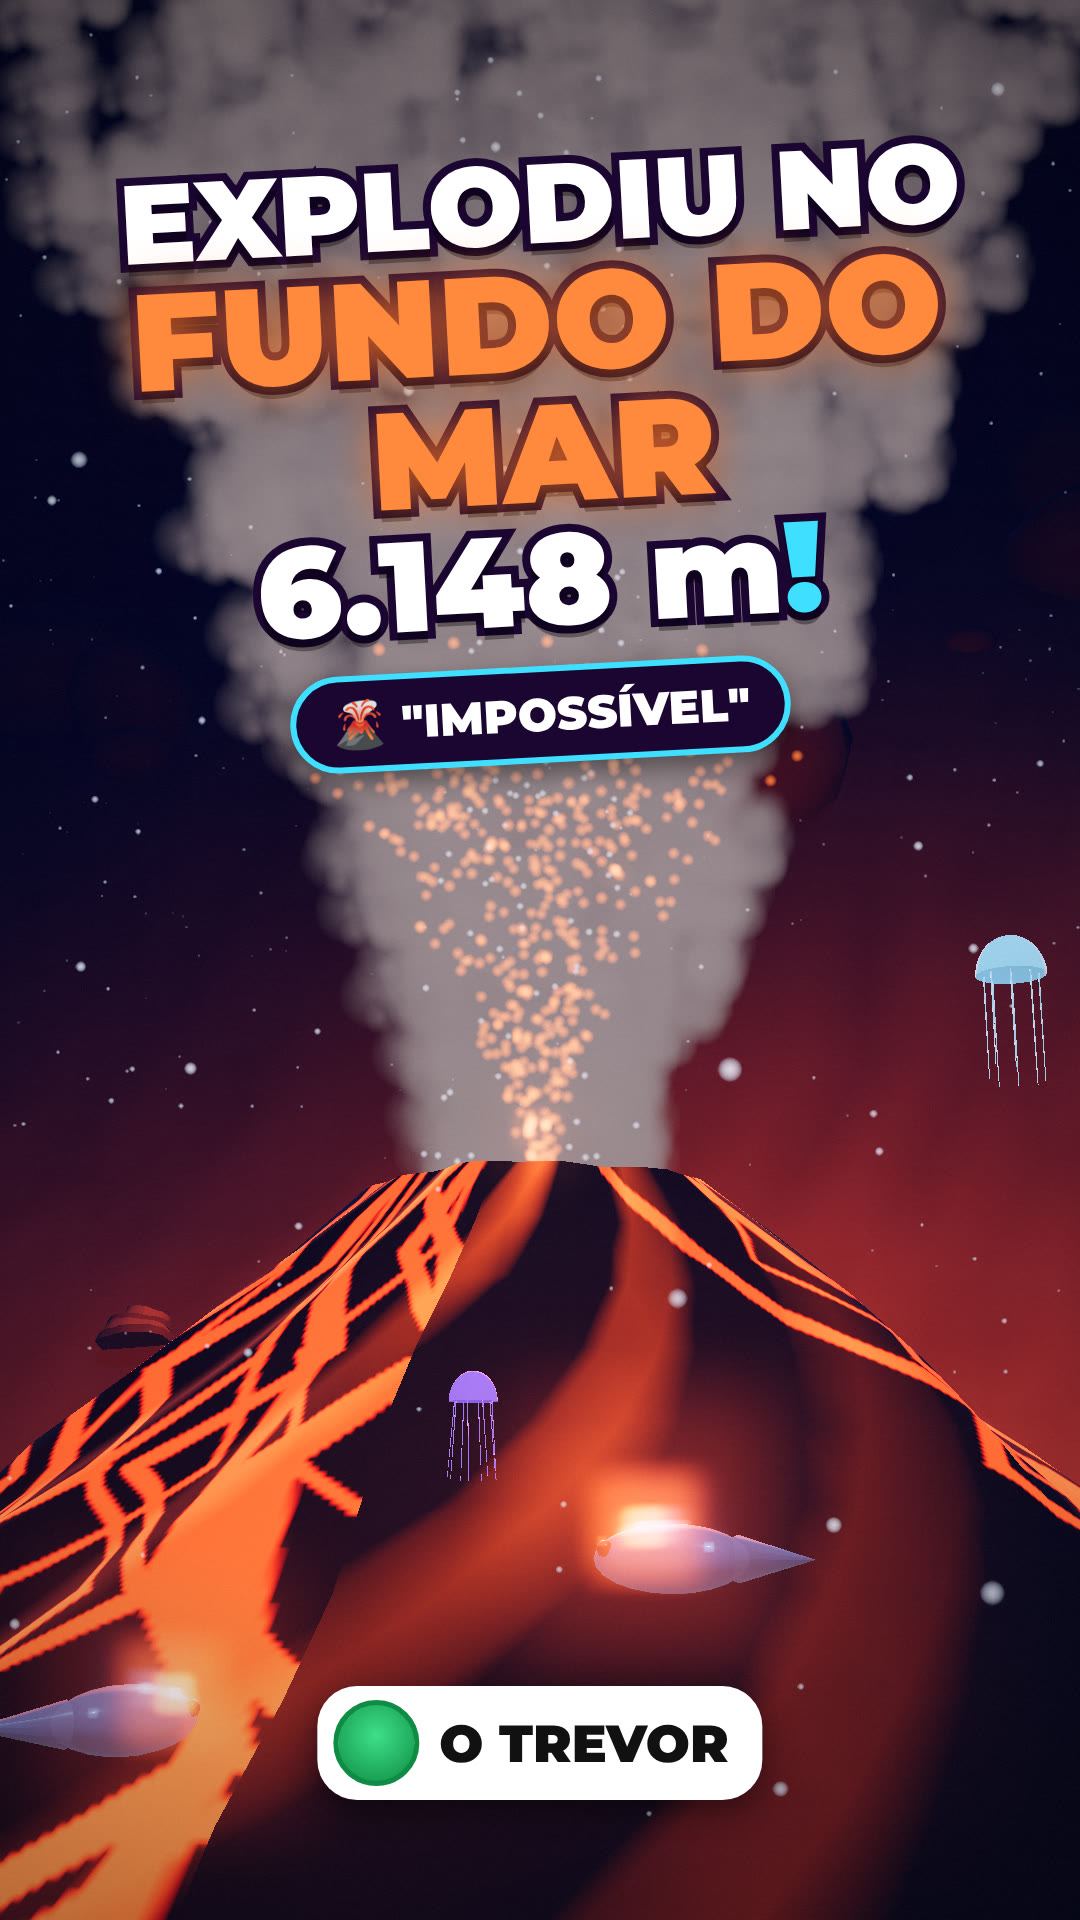 EXPLODIU NO
FUNDO DO
MAR
6.148 m!
"IMPOSSÍVEL"
O TREVOR